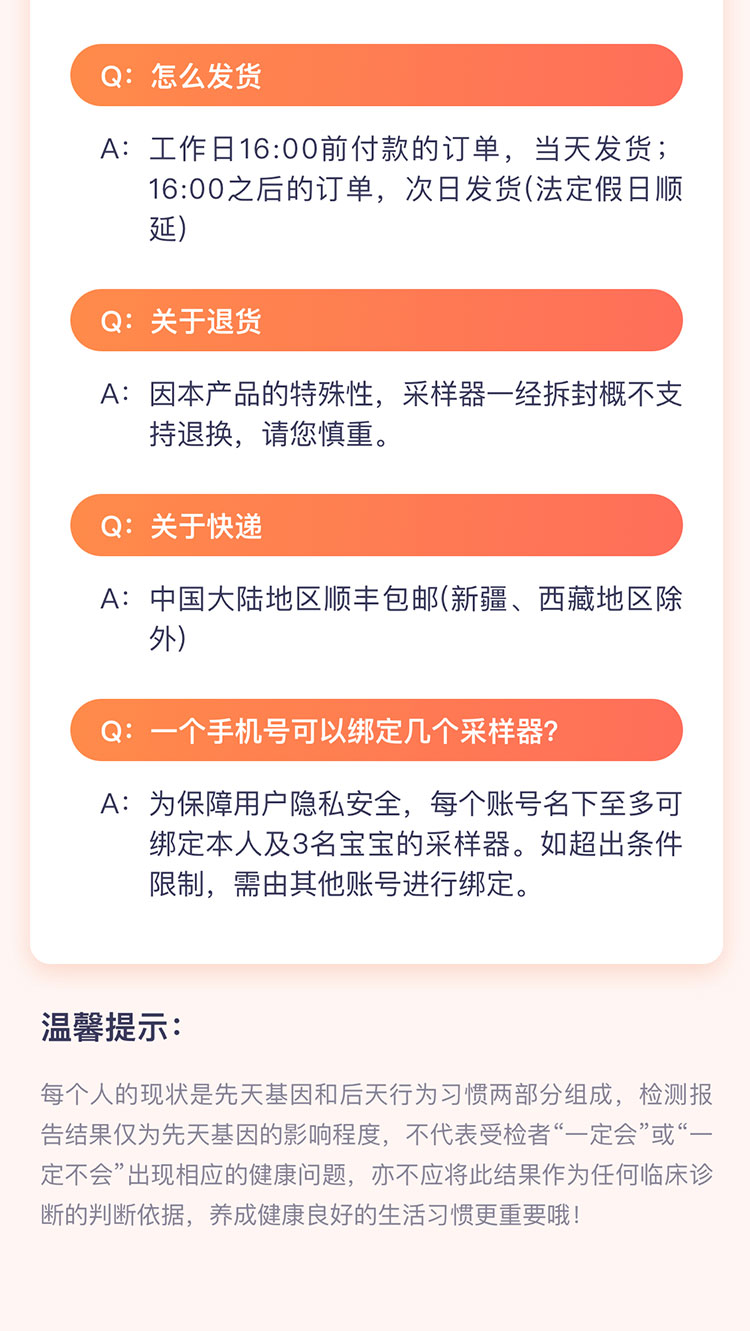 Q：怎么发货
A：工作日16:00前付款的订单，当天发货；
16:00之后的订单，次日发货(法定假日顺
延)
Q：关于退货
A：因本产品的特殊性，采样器一经拆封概不支
持退换，请您慎重。
Q：关于快递
A：中国大陆地区顺丰包邮(新疆、西藏地区除
外)
Q：一个手机号可以绑定几个采样器?
A：为保障用户隐私安全，每个账号名下至多可
绑定本人及3名宝宝的采样器。如超出条件
限制，需由其他账号进行绑定。
温馨提示：
每个人的现状是先天基因和后天行为习惯两部分组成，检测报
告结果仅为先天基因的影响程度，不代表受检者“一定会”或“一
定不会”出现相应的健康问题，亦不应将此结果作为任何临床诊
断的判断依据，养成健康良好的生活习惯更重要哦！